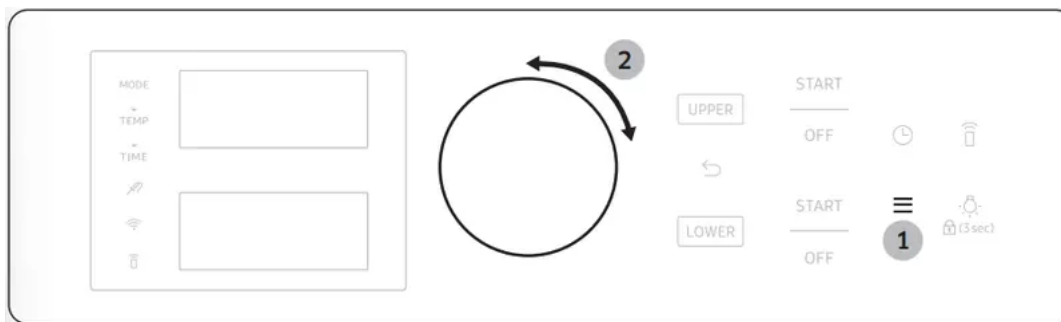 MODE
TEMP
TIME
2
UPPER
LOWER
START
OFF
START
OFF
1
(3 sec)